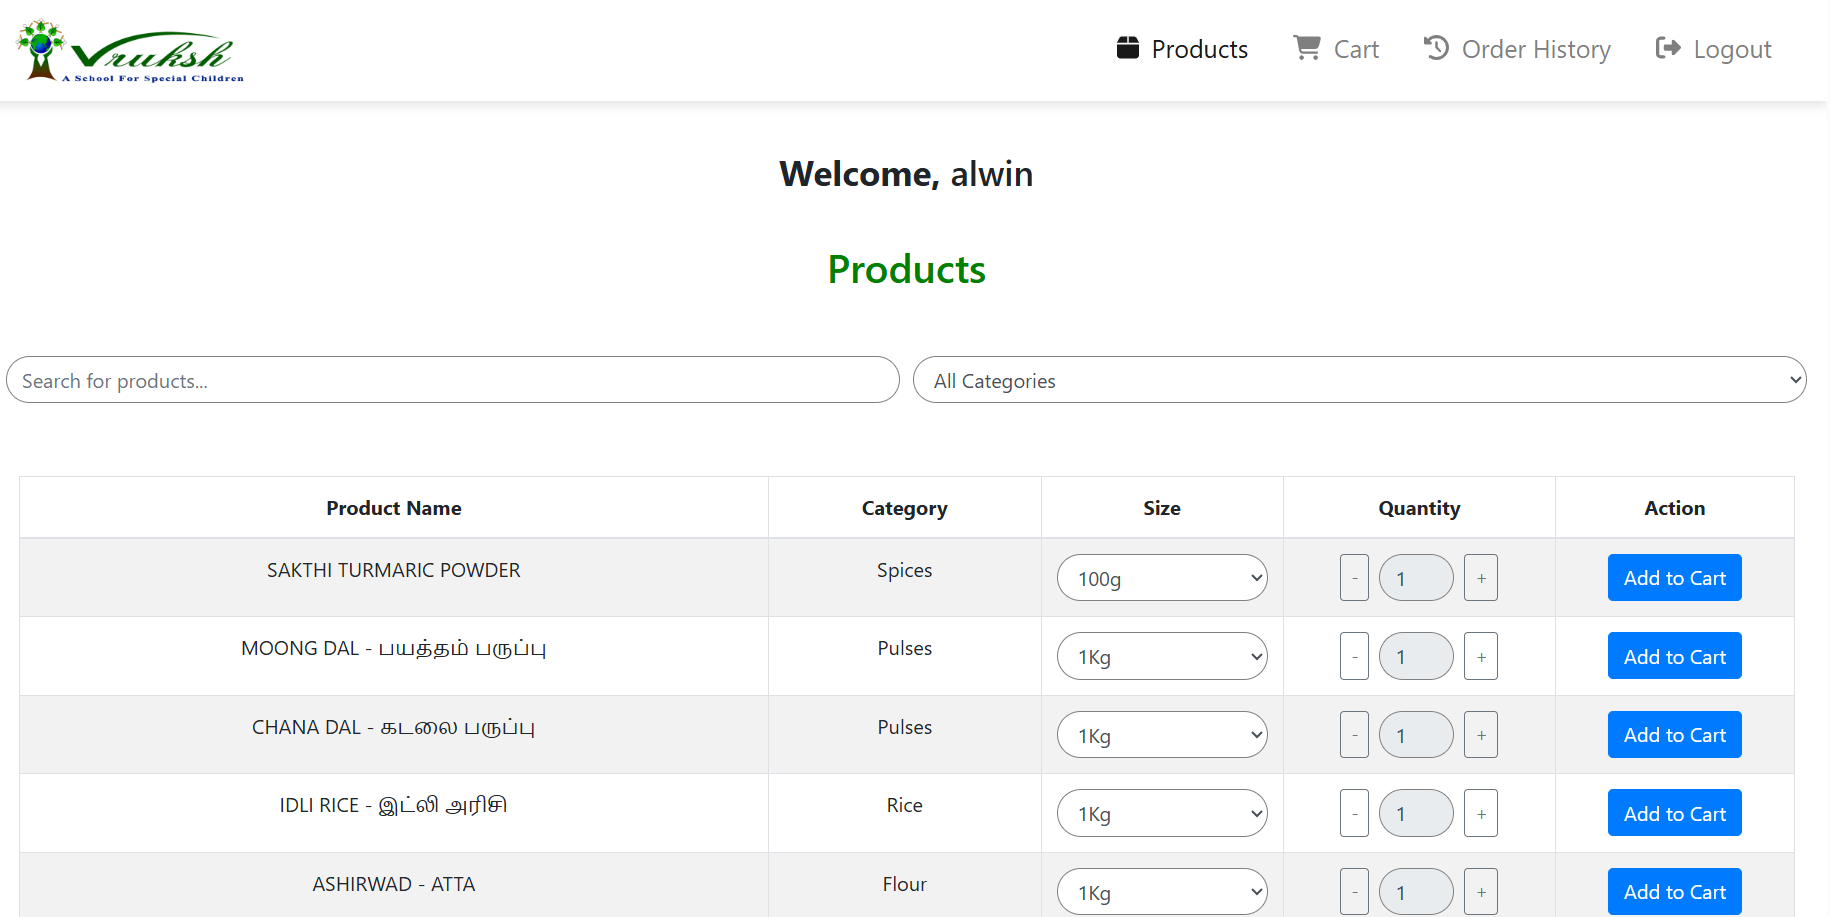 Vruksh
A School For Special Children
Products Cart Order History Logout
Welcome, alwin
Products
Search for products... All Categories
Product Name Category Size Quantity Action
SAKTHI TURMARIC POWDER Spices 100g - 1 + Add to Cart
MOONG DAL - பயத்தம் பருப்பு Pulses 1Kg - 1 + Add to Cart
CHANA DAL - கடலை பருப்பு Pulses 1Kg - 1 + Add to Cart
IDLI RICE - இட்லி அரிசி Rice 1Kg - 1 + Add to Cart
ASHIRWAD - ATTA Flour 1Kg - 1 + Add to Cart